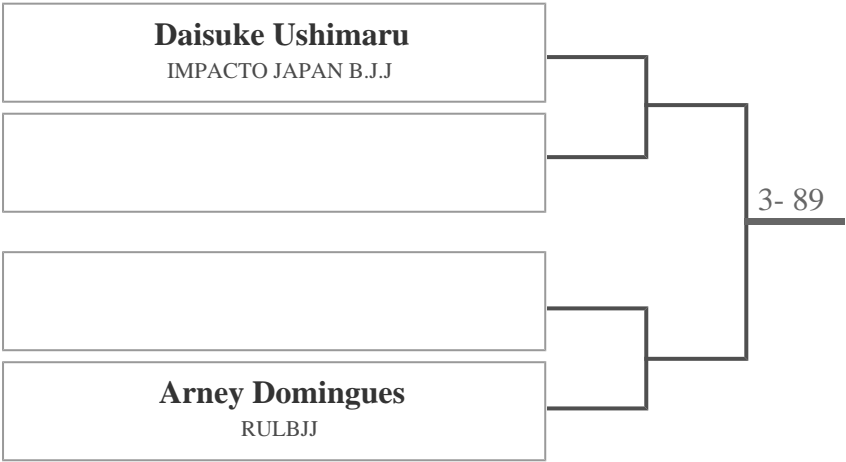 Daisuke Ushimaru
IMPACTO JAPAN B.J.J
3- 89
Arney Domingues
RULBJJ